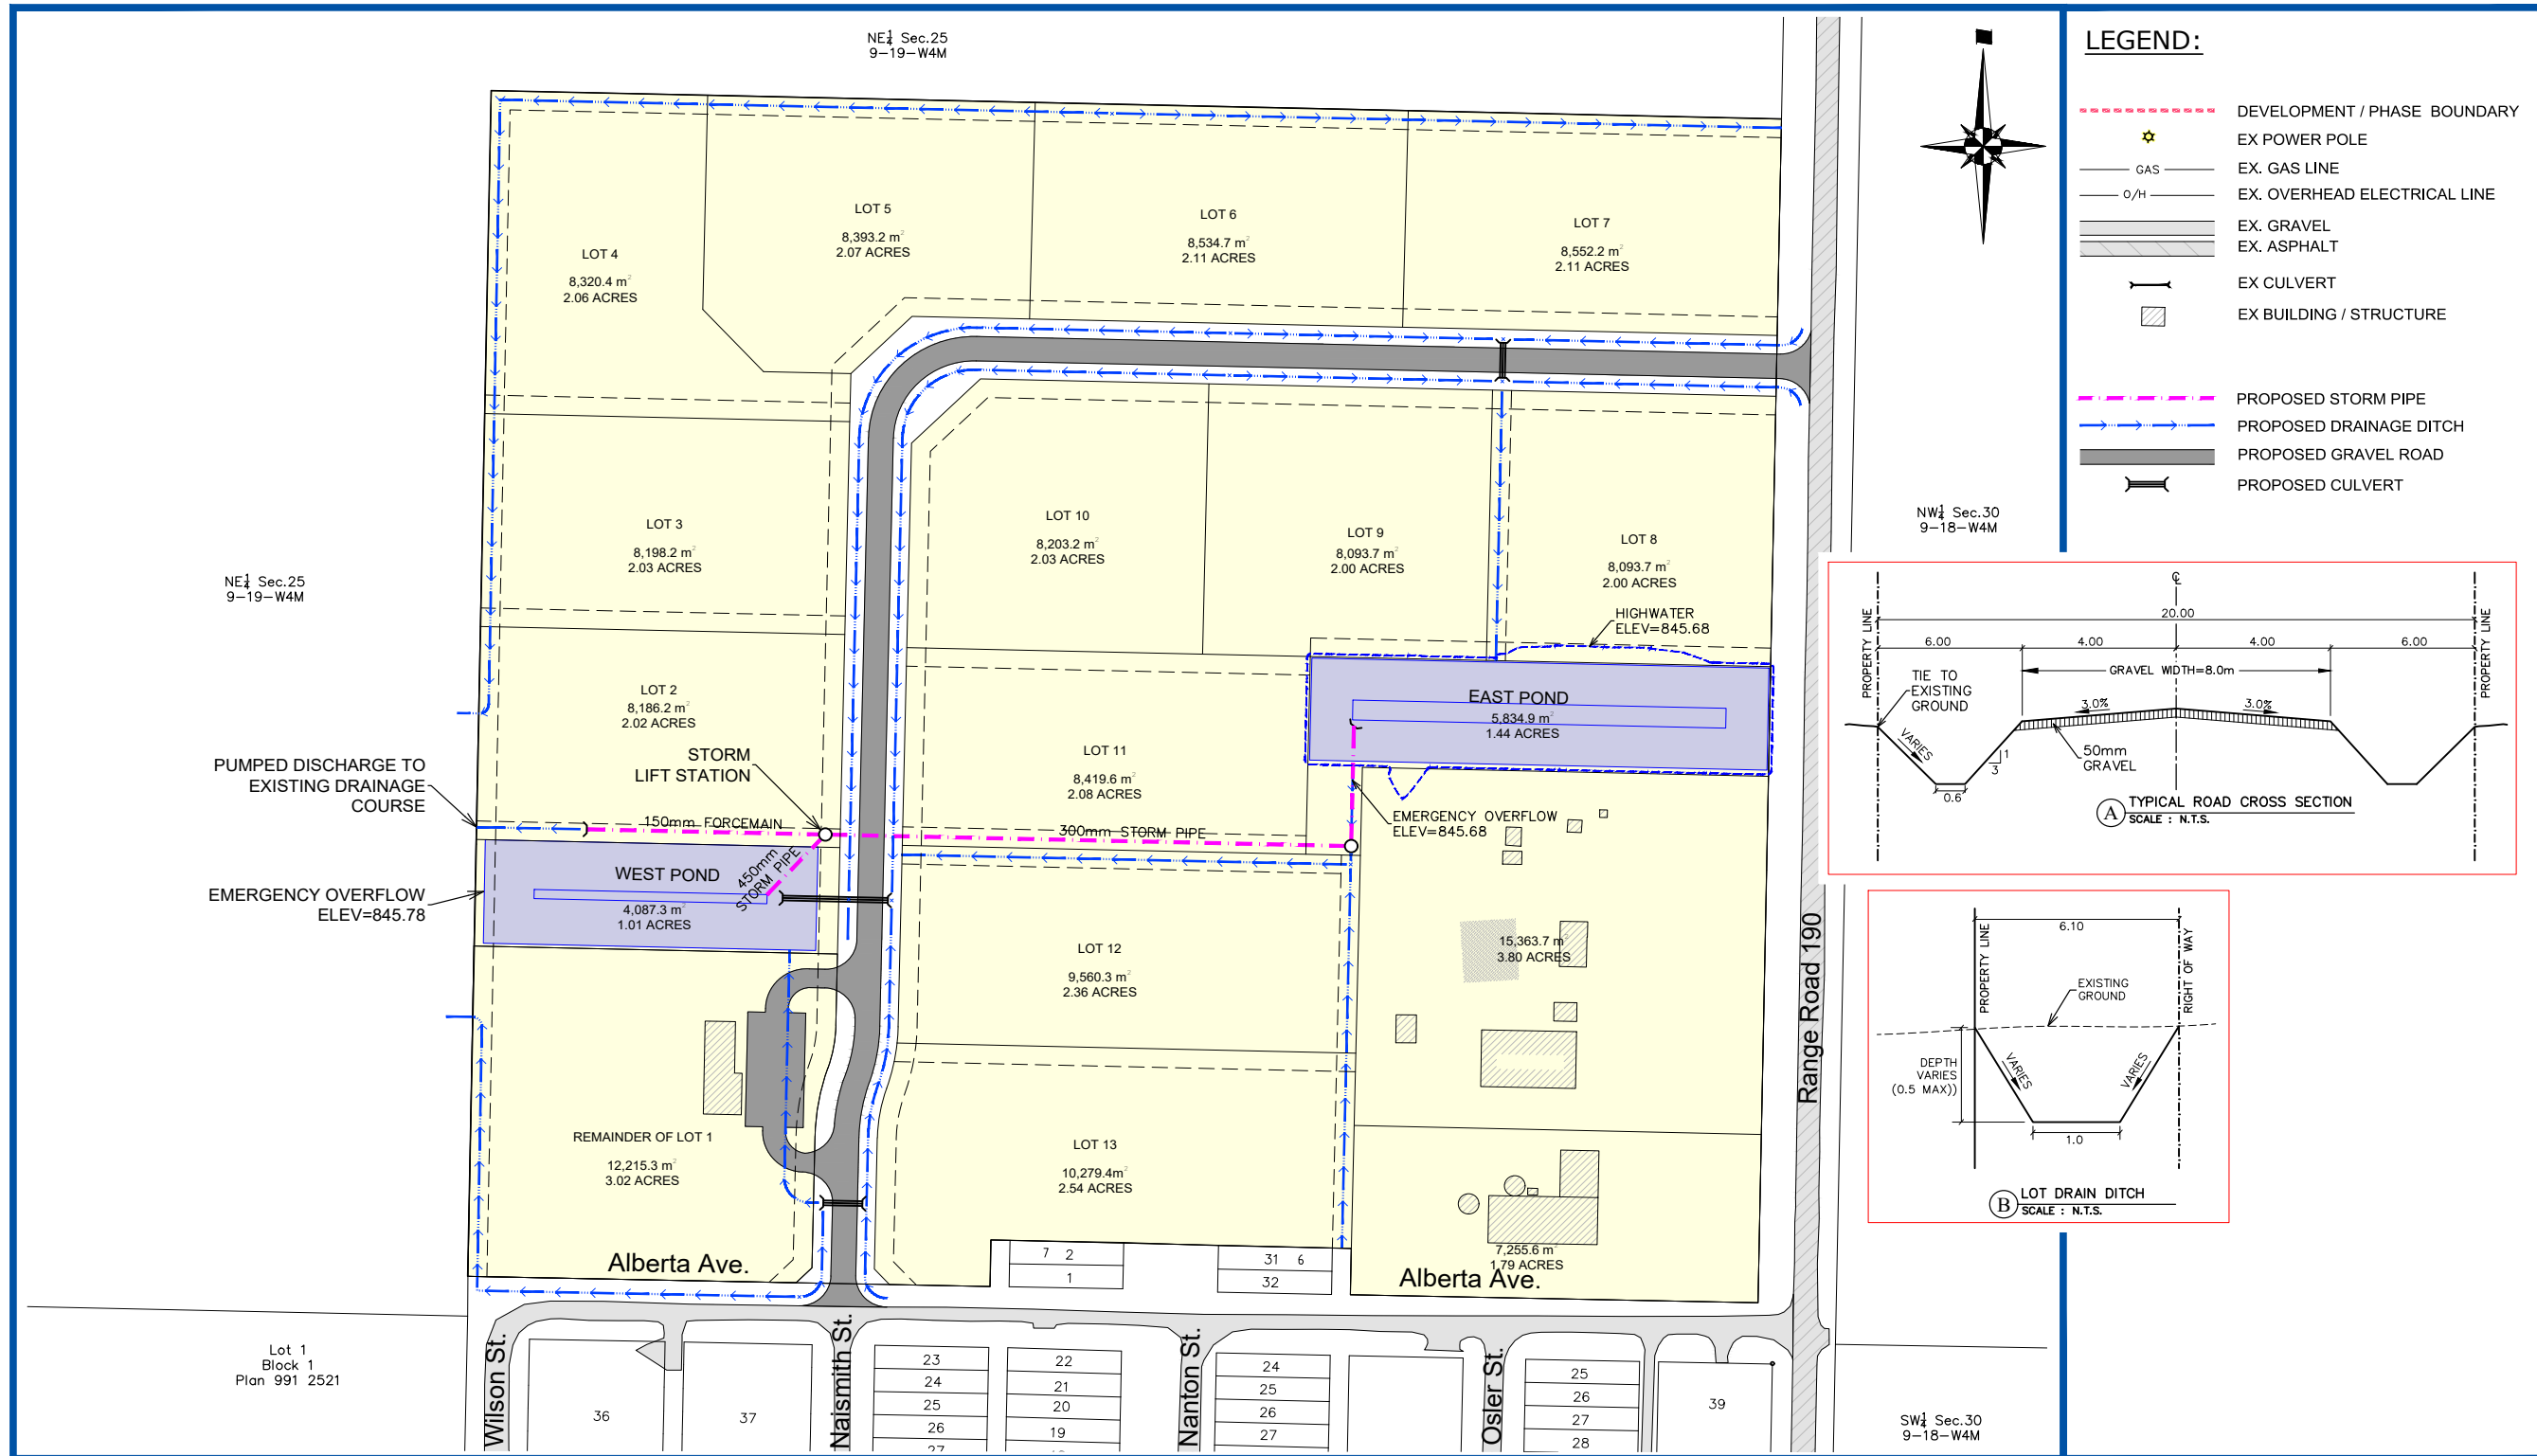 NE¼ Sec.25
9-19-W4M
LEGEND:
DEVELOPMENT / PHASE BOUNDARY
EX POWER POLE
GAS
EX. GAS LINE
O/H
EX. OVERHEAD ELECTRICAL LINE
EX. GRAVEL
EX. ASPHALT
EX CULVERT
EX BUILDING / STRUCTURE
PROPOSED STORM PIPE
PROPOSED DRAINAGE DITCH
PROPOSED GRAVEL ROAD
PROPOSED CULVERT
LOT 4
8,320.4 m²
2.06 ACRES
LOT 5
8,393.2 m²
2.07 ACRES
LOT 6
8,534.7 m²
2.11 ACRES
LOT 7
8,552.2 m²
2.11 ACRES
LOT 3
8,198.2 m²
2.03 ACRES
LOT 10
8,203.2 m²
2.03 ACRES
LOT 9
8,093.7 m²
2.00 ACRES
LOT 8
8,093.7 m²
2.00 ACRES
NW¼ Sec.30
9-18-W4M
NE¼ Sec.25
9-19-W4M
HIGHWATER
ELEV=845.68
LOT 2
8,186.2 m²
2.02 ACRES
EAST POND
5,834.9 m²
1.44 ACRES
STORM
LIFT STATION
LOT 11
8,419.6 m²
2.08 ACRES
PUMPED DISCHARGE TO
EXISTING DRAINAGE
COURSE
150mm FORCEMAIN
300mm STORM PIPE
EMERGENCY OVERFLOW
ELEV=845.68
450mm
STORM PIPE
WEST POND
4,087.3 m²
1.01 ACRES
EMERGENCY OVERFLOW
ELEV=845.78
LOT 12
9,560.3 m²
2.36 ACRES
15,363.7 m²
3.80 ACRES
Range Road 190
REMAINDER OF LOT 1
12,215.3 m²
3.02 ACRES
LOT 13
10,279.4m²
2.54 ACRES
7,255.6 m²
1.79 ACRES
Alberta Ave.
Alberta Ave.
7 2
1
31 6
32
Lot 1
Block 1
Plan 991 2521
Wilson St.
36
37
Naismith St.
23
24
25
26
27
22
21
20
19
Nanton St.
24
25
26
27
Osler St.
25
26
27
28
39
SW¼ Sec.30
9-18-W4M
PROPERTY LINE
℄
PROPERTY LINE
20.00
6.00
4.00
4.00
6.00
GRAVEL WIDTH=8.0m
TIE TO
EXISTING
GROUND
3.0%
3.0%
VARIES
1
3
50mm
GRAVEL
0.6
A TYPICAL ROAD CROSS SECTION
SCALE : N.T.S.
PROPERTY LINE
6.10
RIGHT OF WAY
EXISTING
GROUND
DEPTH
VARIES
(0.5 MAX))
VARIES
VARIES
1.0
B LOT DRAIN DITCH
SCALE : N.T.S.